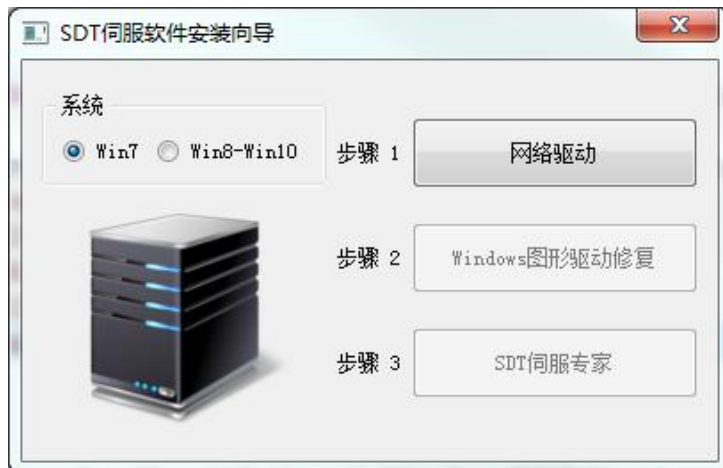 SDT伺服软件安装向导
系统
Win7 Win8-Win10
步骤 1 网络驱动
步骤 2 Windows图形驱动修复
步骤 3 SDT伺服专家